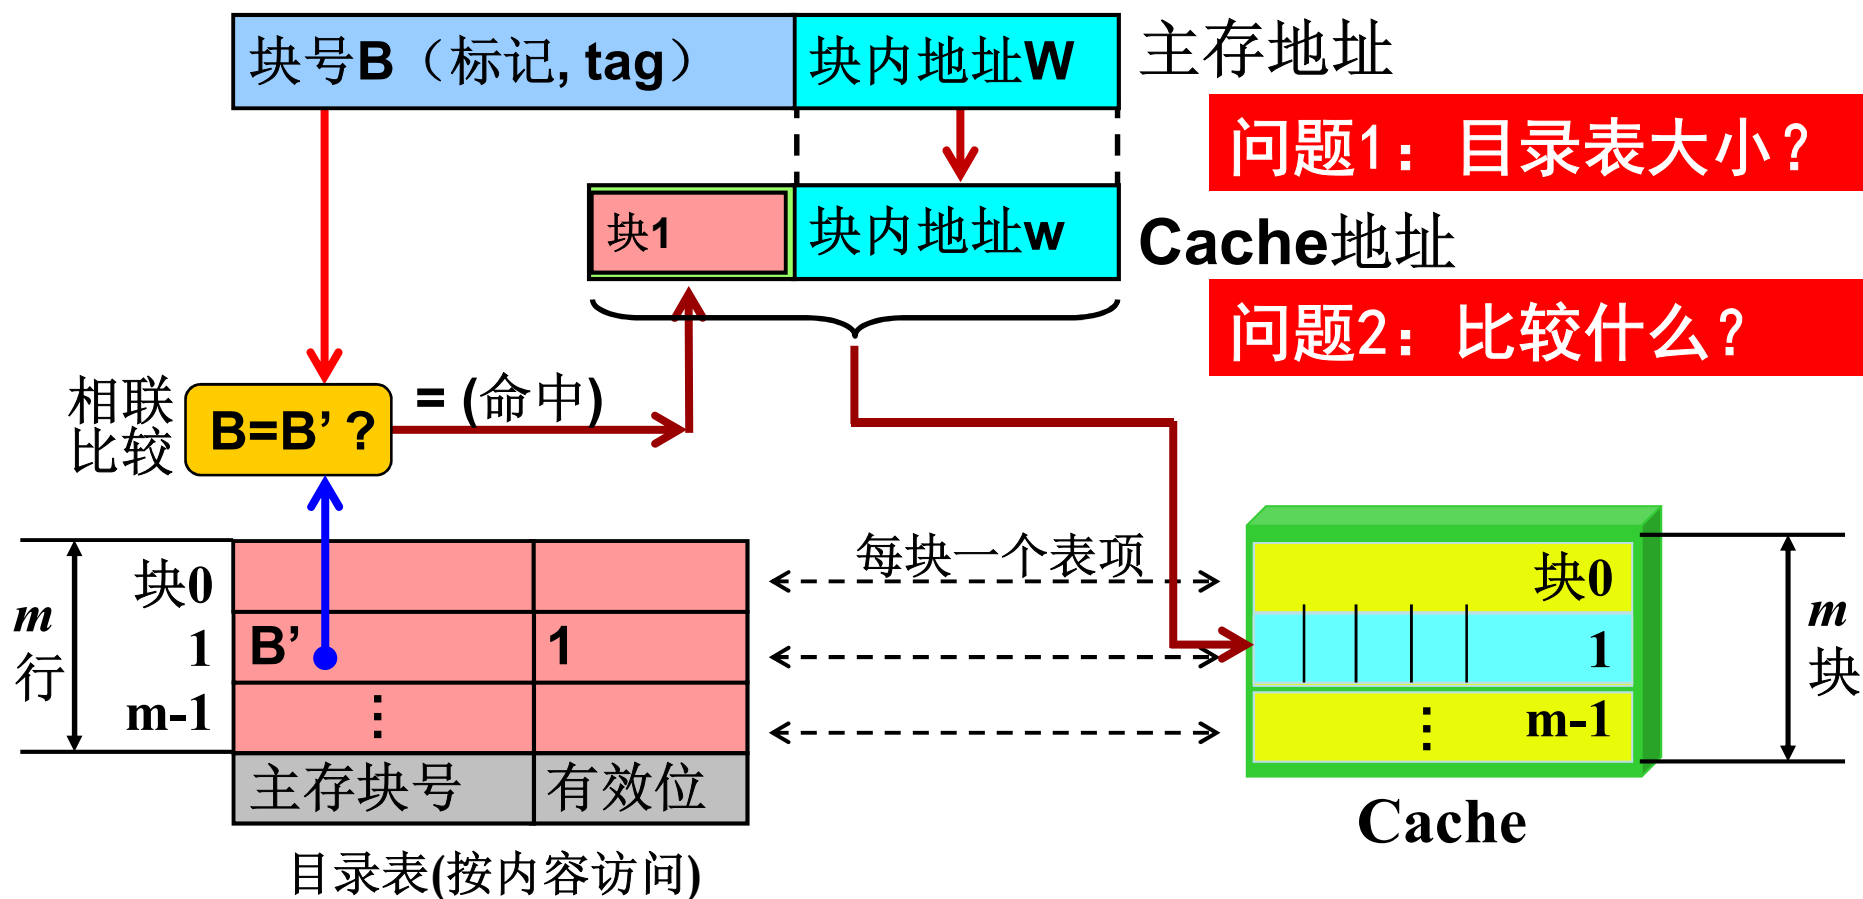 块号B（标记, tag）
块内地址W
主存地址
问题1：目录表大小？
块1
块内地址w
Cache地址
问题2：比较什么？
相联
比较
B=B’ ?
= (命中)
每块一个表项
m
行
块0
1
m-1
B’
1
⋮
主存块号
有效位
目录表(按内容访问)
块0
1
⋮
m-1
m
块
Cache